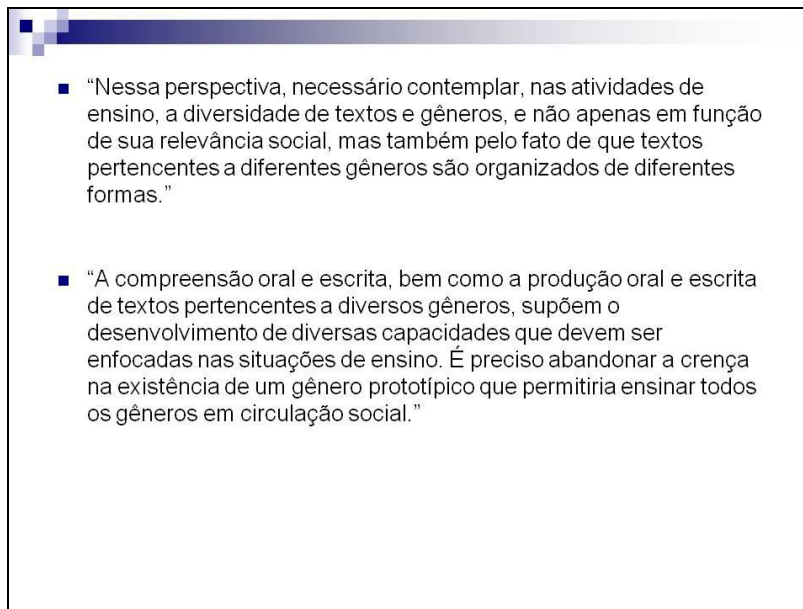 “Nessa perspectiva, necessário contemplar, nas atividades de
ensino, a diversidade de textos e gêneros, e não apenas em função
de sua relevância social, mas também pelo fato de que textos
pertencentes a diferentes gêneros são organizados de diferentes
formas.”
“A compreensão oral e escrita, bem como a produção oral e escrita
de textos pertencentes a diversos gêneros, supõem o
desenvolvimento de diversas capacidades que devem ser
enfocadas nas situações de ensino. É preciso abandonar a crença
na existência de um gênero prototípico que permitiria ensinar todos
os gêneros em circulação social.”